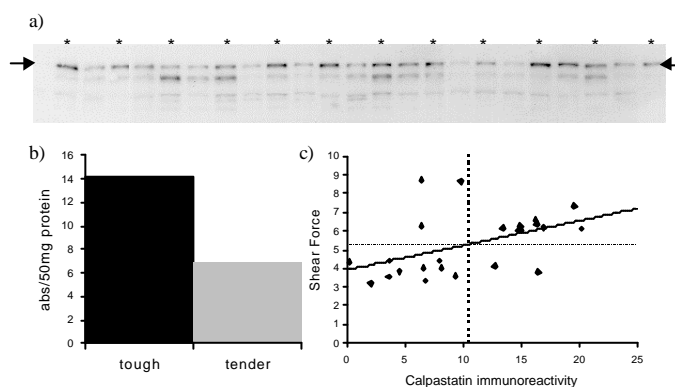 a)
* * * * * * * * * * * *
b)
abs/50mg protein
16
14
12
10
8
6
4
2
0
tough tender
c)
Shear Force
10
9
8
7
6
5
4
3
2
1
0
0 5 10 15 20 25
Calpastatin immunoreactivity